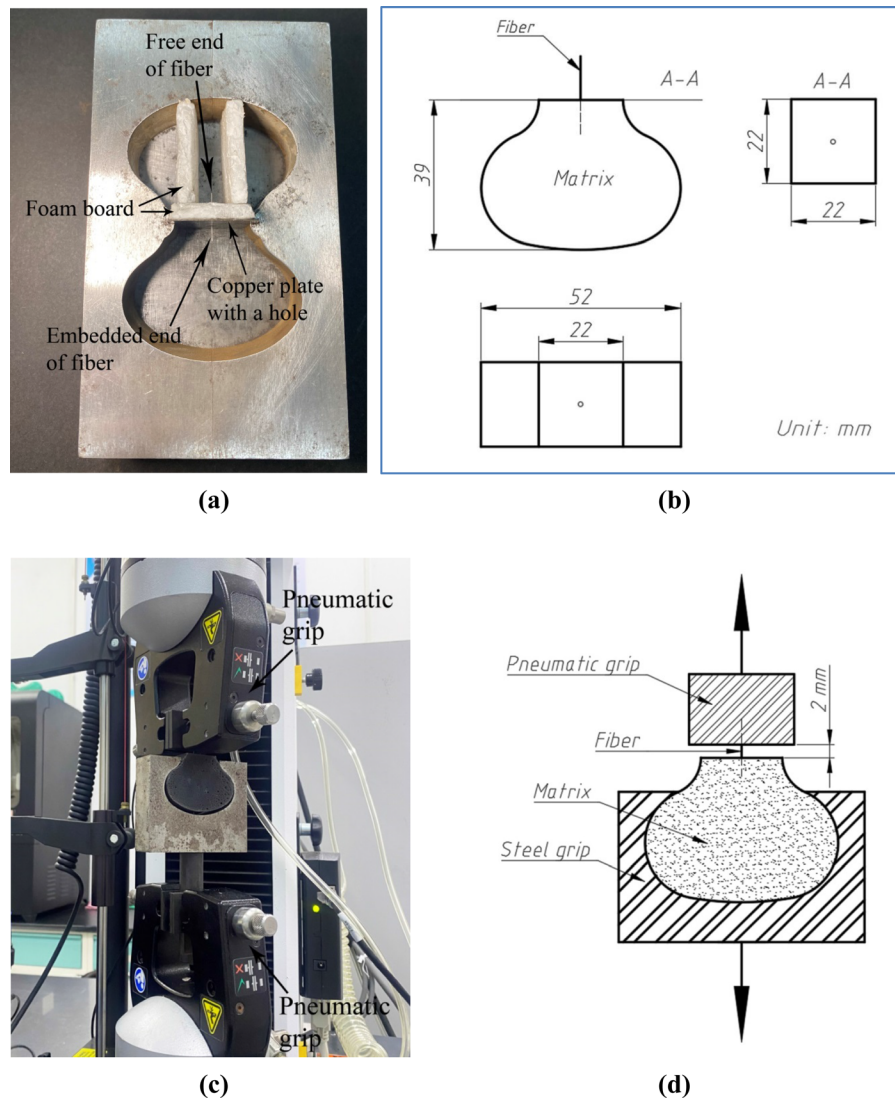 Free end
of fiber
Foam board
Copper plate
with a hole
Embedded end
of fiber
(a)
Fiber
A-A
A-A
39
Matrix
22
22
52
22
Unit: mm
(b)
Pneumatic
grip
Pneumatic
grip
(c)
Pneumatic grip
2 mm
Fiber
Matrix
Steel grip
(d)